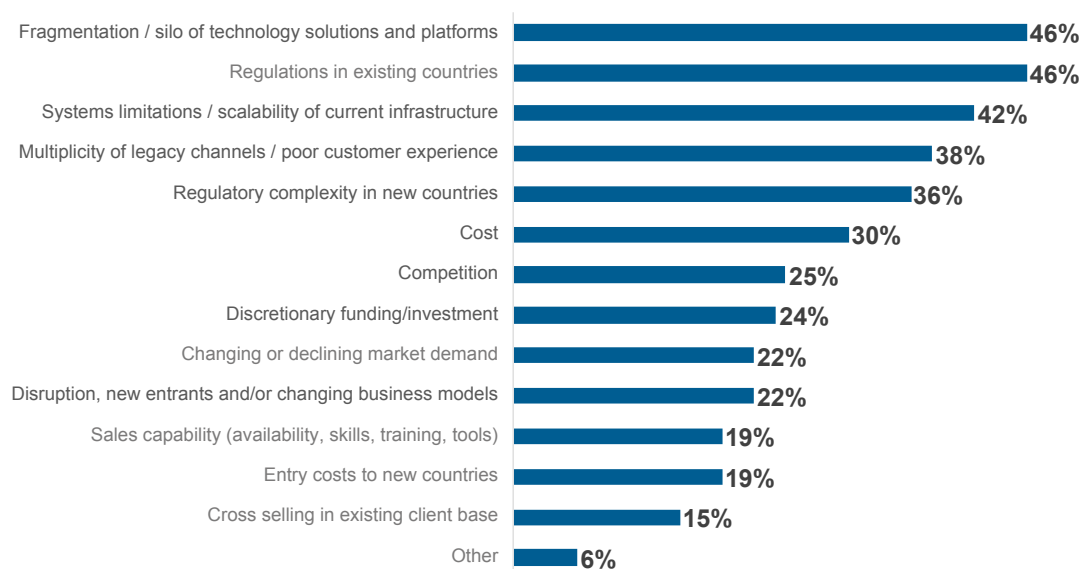 Fragmentation / silo of technology solutions and platforms 46%
Regulations in existing countries 46%
Systems limitations / scalability of current infrastructure 42%
Multiplicity of legacy channels / poor customer experience 38%
Regulatory complexity in new countries 36%
Cost 30%
Competition 25%
Discretionary funding/investment 24%
Changing or declining market demand 22%
Disruption, new entrants and/or changing business models 22%
Sales capability (availability, skills, training, tools) 19%
Entry costs to new countries 19%
Cross selling in existing client base 15%
Other 6%